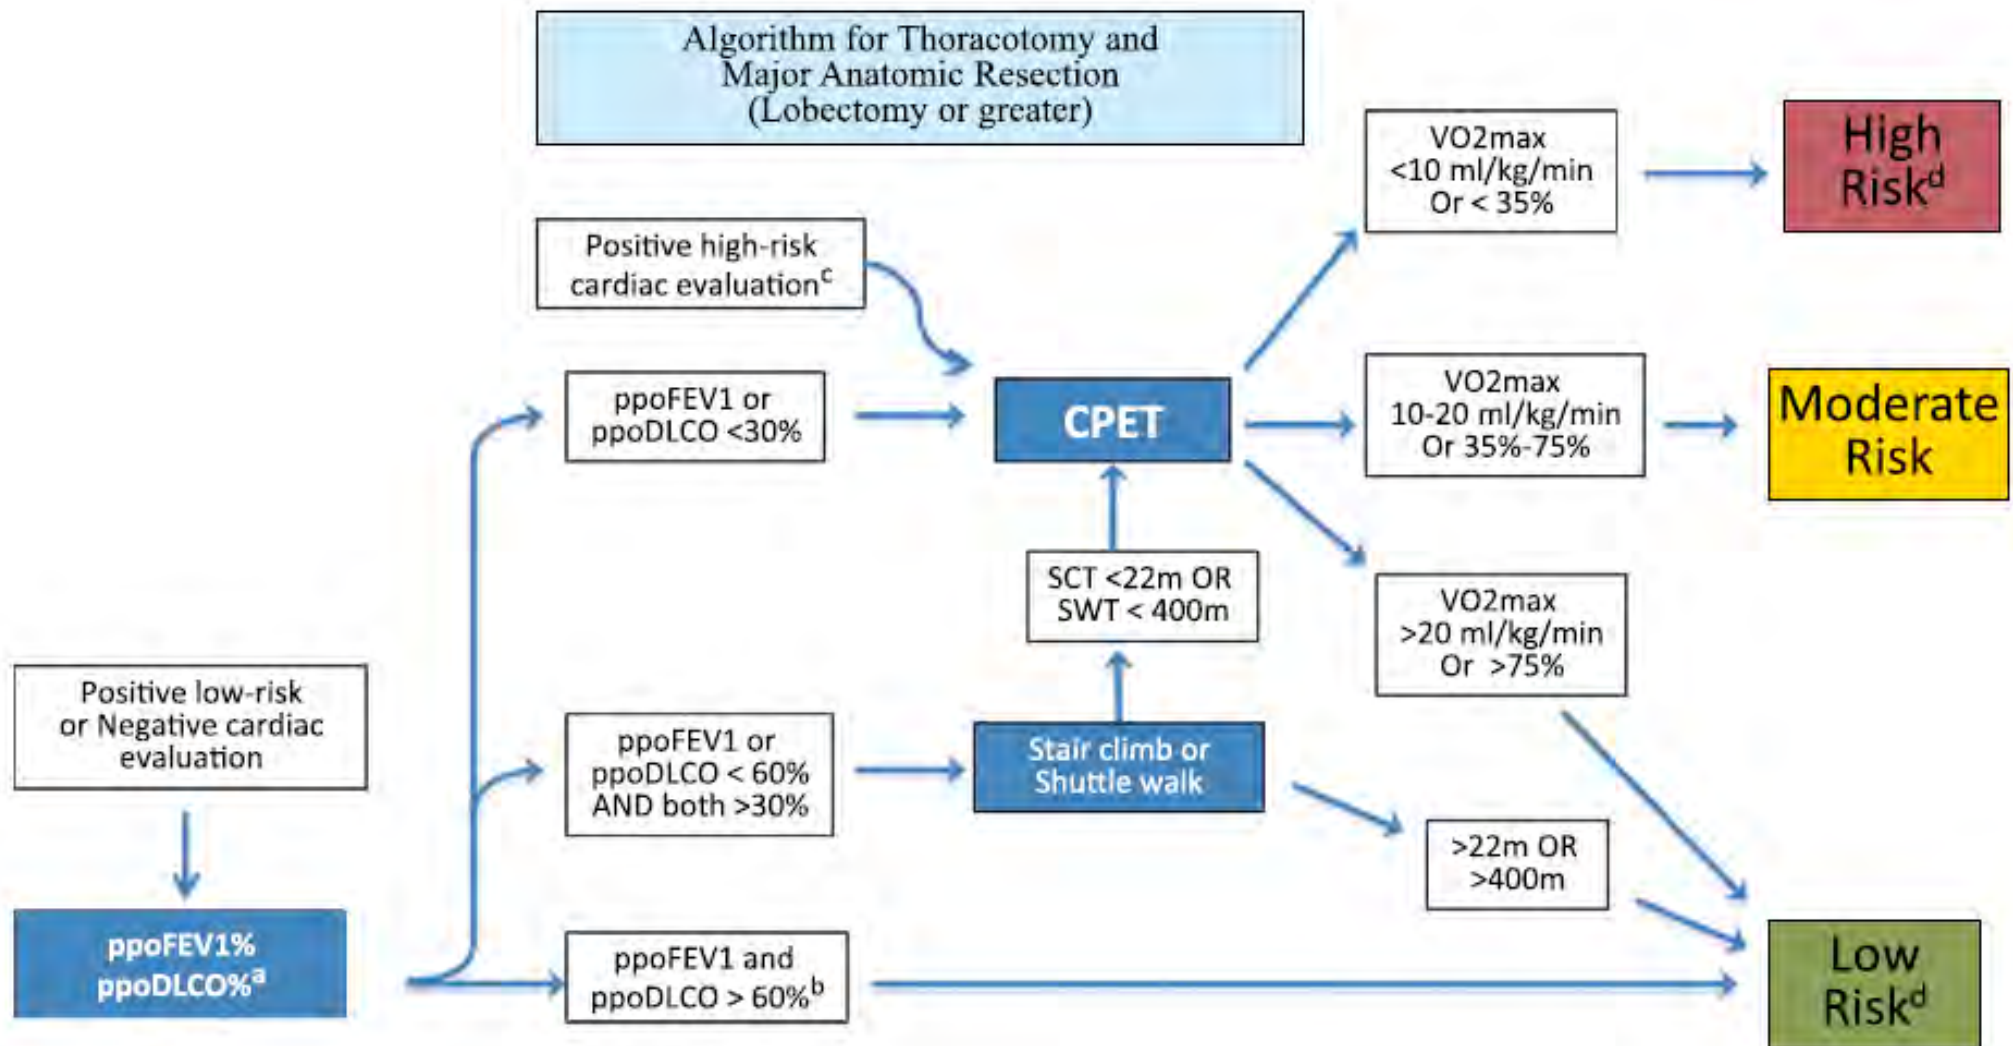 Algorithm for Thoracotomy and
Major Anatomic Resection
(Lobectomy or greater)
VO2max
<10 ml/kg/min
Or < 35%
High
Riskᵈ
Positive high-risk
cardiac evaluationᶜ
ppoFEV1 or
ppoDLCO <30%
CPET
VO2max
10-20 ml/kg/min
Or 35%-75%
Moderate
Risk
SCT <22m OR
SWT < 400m
VO2max
>20 ml/kg/min
Or >75%
Positive low-risk
or Negative cardiac
evaluation
ppoFEV1 or
ppoDLCO < 60%
AND both >30%
Stair climb or
Shuttle walk
>22m OR
>400m
ppoFEV1%
ppoDLCO%ᵃ
ppoFEV1 and
ppoDLCO > 60%ᵇ
Low
Riskᵈ